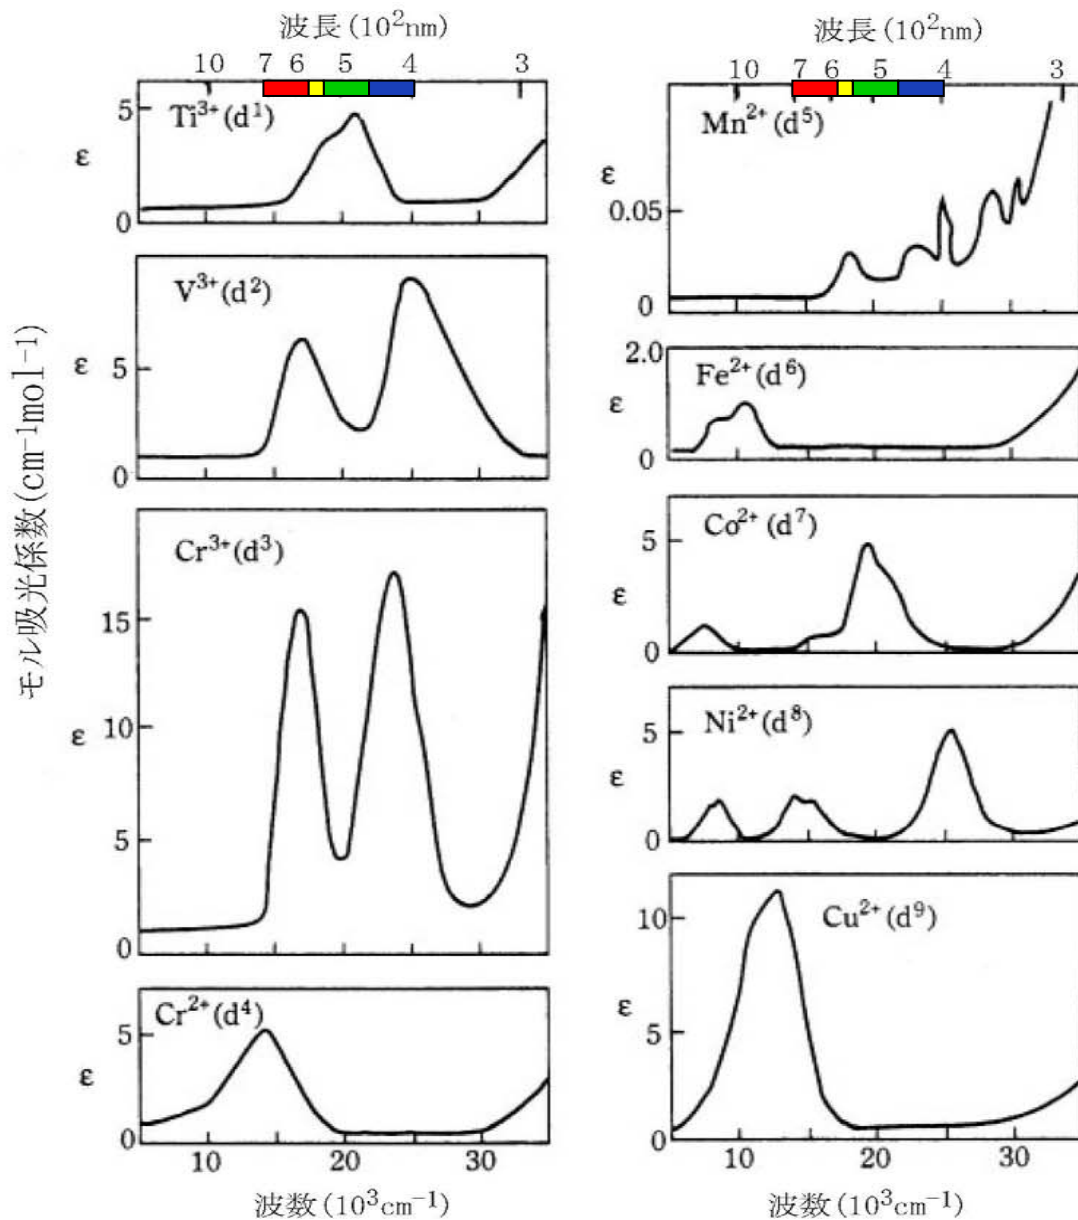 波長(10²nm)
10 7 6 5 4 3
5
Ti³⁺(d¹)
ε
0
V³⁺(d²)
ε 5
0
モル吸光係数(cm⁻¹mol⁻¹)
Cr³⁺(d³)
15
10
ε
5
0
Cr²⁺(d⁴)
5
ε
0
10 20 30
波数(10³cm⁻¹)
波長(10²nm)
10 7 6 5 4 3
Mn²⁺(d⁵)
ε
0.05
0
2.0
Fe²⁺(d⁶)
ε
0
Co²⁺(d⁷)
5
ε
0
Ni²⁺(d⁸)
5
ε
0
Cu²⁺(d⁹)
10
ε
5
0
10 20 30
波数(10³cm⁻¹)